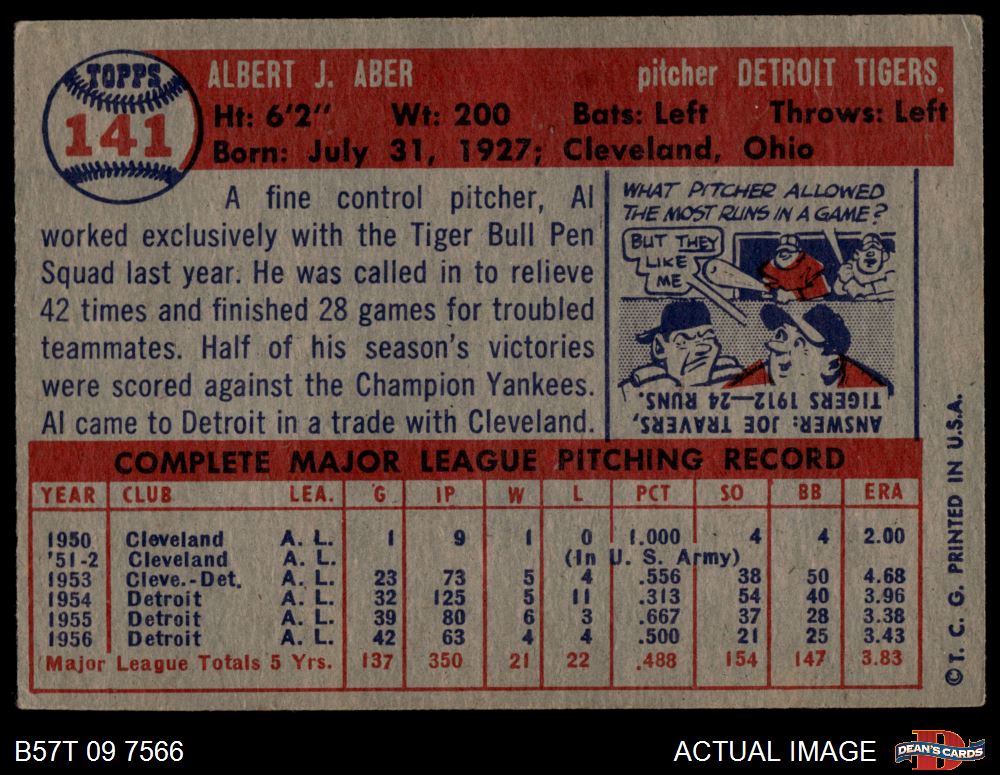 TOPPS
141
ALBERT J. ABER pitcher DETROIT TIGERS
Ht: 6'2" Wt: 200 Bats: Left Throws: Left
Born: July 31, 1927; Cleveland, Ohio
A fine control pitcher, Al
worked exclusively with the Tiger Bull Pen
Squad last year. He was called in to relieve
42 times and finished 28 games for troubled
teammates. Half of his season's victories
were scored against the Champion Yankees.
Al came to Detroit in a trade with Cleveland.
WHAT PITCHER ALLOWED
THE MOST RUNS IN A GAME?
BUT THEY
LIKE
ME
ANSWER: JOE TRAVERS,
TIGERS 1912—24 RUNS.
COMPLETE MAJOR LEAGUE PITCHING RECORD
YEAR CLUB LEA. G IP W L PCT SO BB ERA
1950 Cleveland A. L. 1 9 1 0 1.000 4 4 2.00
'51-2 Cleveland A. L. (In U. S. Army)
1953 Cleve.-Det. A. L. 23 73 5 4 .556 38 50 4.68
1954 Detroit A. L. 32 125 5 11 .313 54 40 3.96
1955 Detroit A. L. 39 80 6 3 .667 37 28 3.38
1956 Detroit A. L. 42 63 4 4 .500 21 25 3.43
Major League Totals 5 Yrs. 137 350 21 22 .488 154 147 3.83
©T. C. G. PRINTED IN U.S.A.
B57T 09 7566
ACTUAL IMAGE
D
DEAN'S CARDS